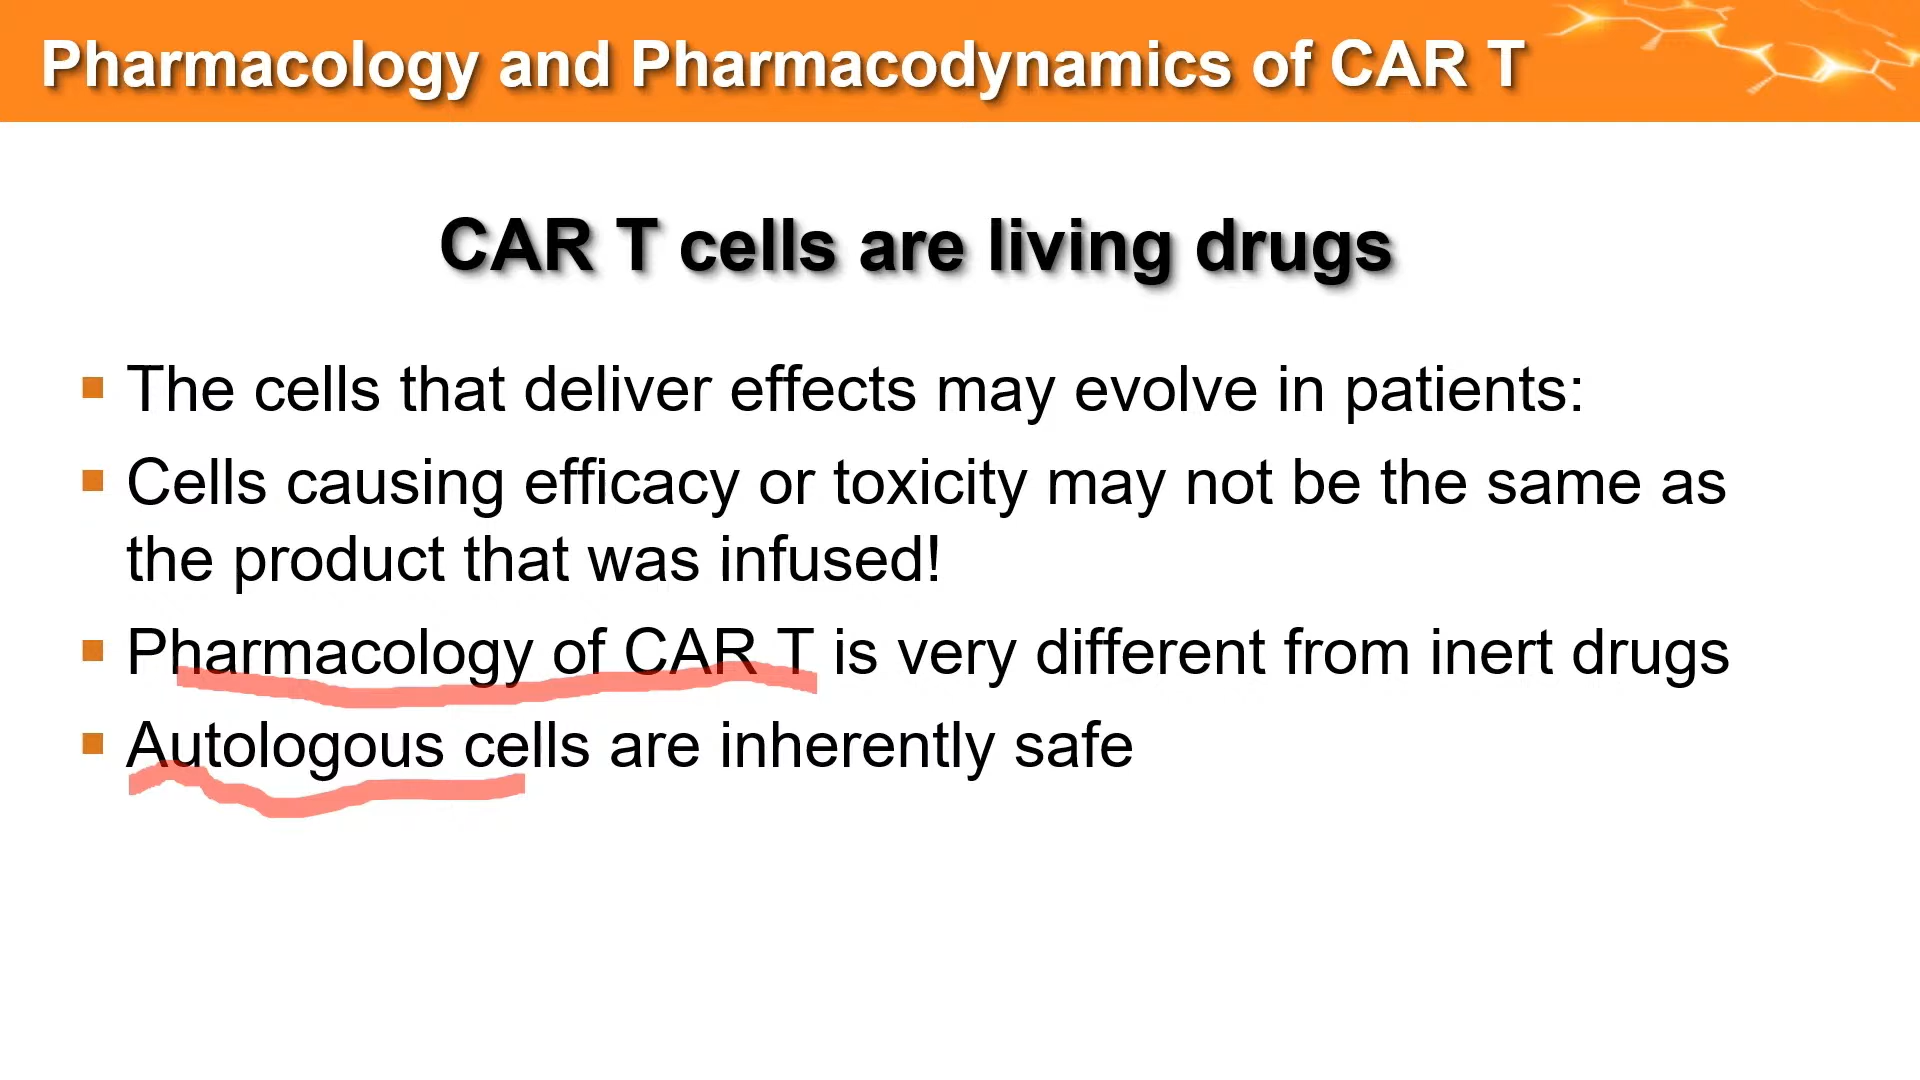 Pharmacology and Pharmacodynamics of CAR T
CAR T cells are living drugs
The cells that deliver effects may evolve in patients:
Cells causing efficacy or toxicity may not be the same as
the product that was infused!
Pharmacology of CAR T is very different from inert drugs
Autologous cells are inherently safe